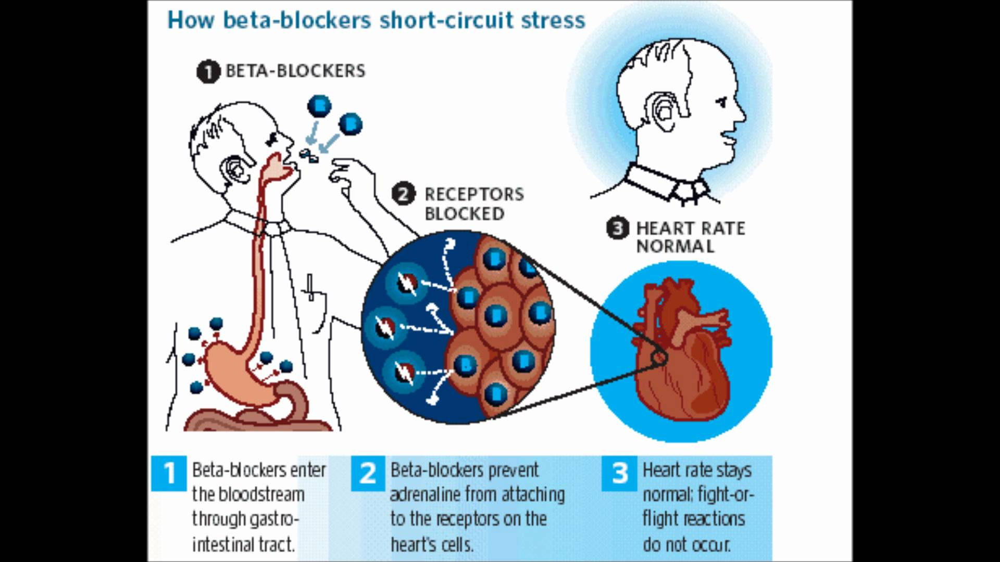 How beta-blockers short-circuit stress
1 BETA-BLOCKERS
2 RECEPTORS
BLOCKED
3 HEART RATE
NORMAL
1 Beta-blockers enter
the bloodstream
through gastro-
intestinal tract.
2 Beta-blockers prevent
adrenaline from attaching
to the receptors on the
heart's cells.
3 Heart rate stays
normal; fight-or-
flight reactions
do not occur.